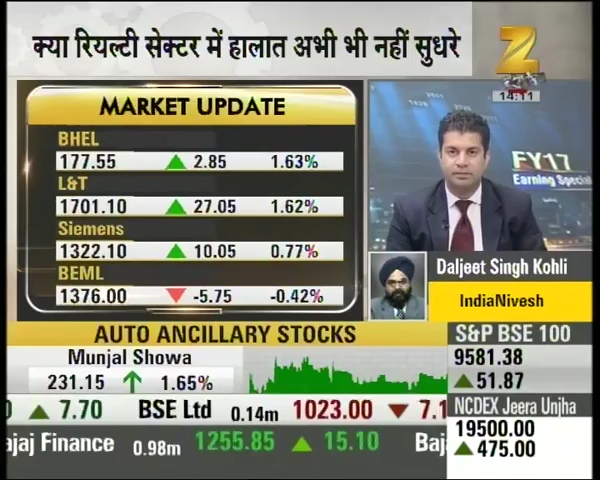 क्या रियल्टी सेक्टर में हालात अभी भी नहीं सुधरे
14:11
MARKET UPDATE
BHEL
177.55 2.85 1.63%
L&T
1701.10 27.05 1.62%
Siemens
1322.10 10.05 0.77%
BEML
1376.00 -5.75 -0.42%
FY17
Earning Specia
Daljeet Singh Kohli
IndiaNivesh
AUTO ANCILLARY STOCKS
Munjal Showa
231.15 1.65%
S&P BSE 100
9581.38
51.87
NCDEX Jeera Unjha
19500.00
475.00
0 7.70 BSE Ltd 0.14m 1023.00 7.1
ajaj Finance 0.98m 1255.85 15.10 Baj